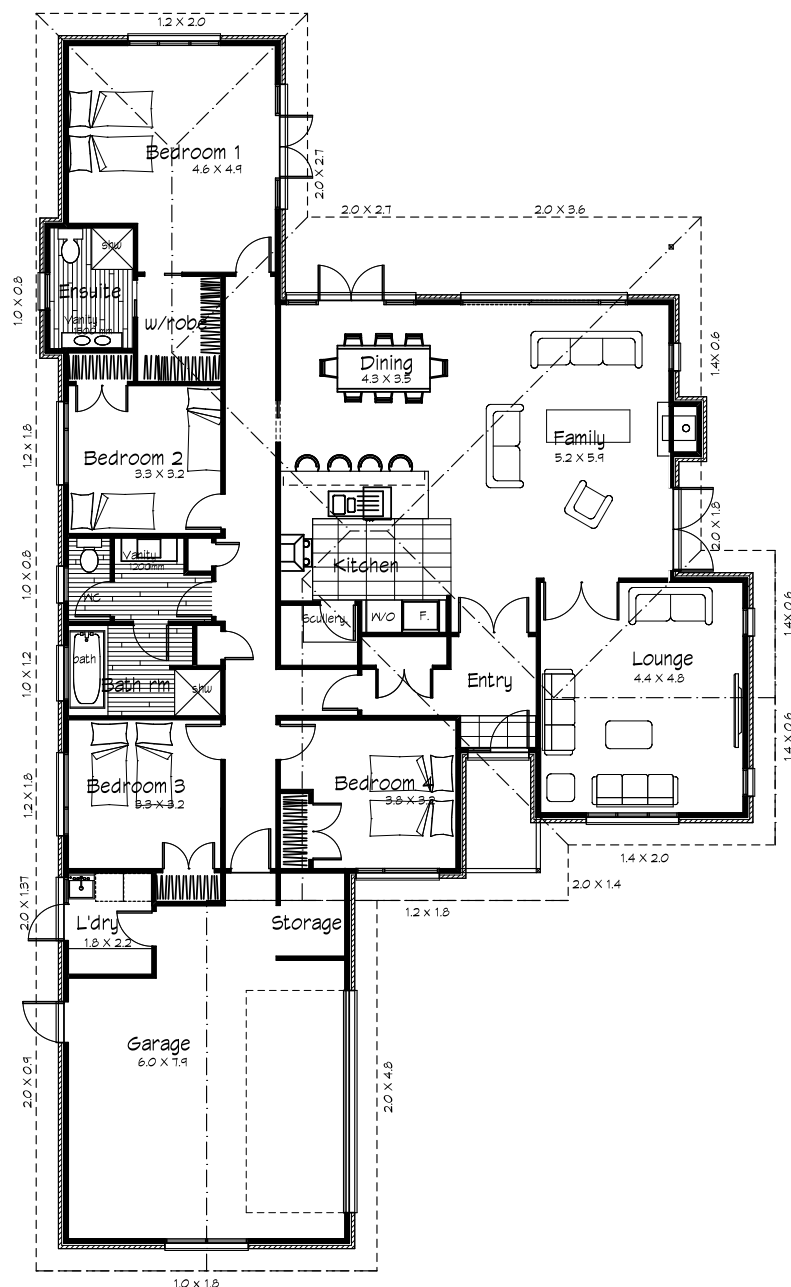 1.2 X 2.0
Bedroom 1
4.6 X 4.9
2.0 X 2.7
2.0 X 2.7
2.0 X 3.6
shw
Ensuite
1.0 X 0.8
Vanity
1500mm
w/robe
Dining
4.3 X 3.5
1.4 X 0.6
Family
5.2 X 5.9
1.2 X 1.8
Bedroom 2
3.3 X 3.2
2.0 X 1.8
Vanity
1200mm
Kitchen
1.0 X 0.8
WC
Scullery
W/O
F.
1.4X 0.6
bath
Lounge
4.4 X 4.8
1.0 X 1.2
Bath rm
shw
Entry
1.4 X 0.6
Bedroom 3
3.3 X 3.2
1.2 X 1.8
Bedroom 4
1.4 X 2.0
2.0 X 1.4
2.0 X 1.37
1.2 X 1.8
L'dry
1.8 X 2.2
Storage
Garage
6.0 X 7.9
2.0 X 0.9
2.0 X 4.8
1.0 X 1.8